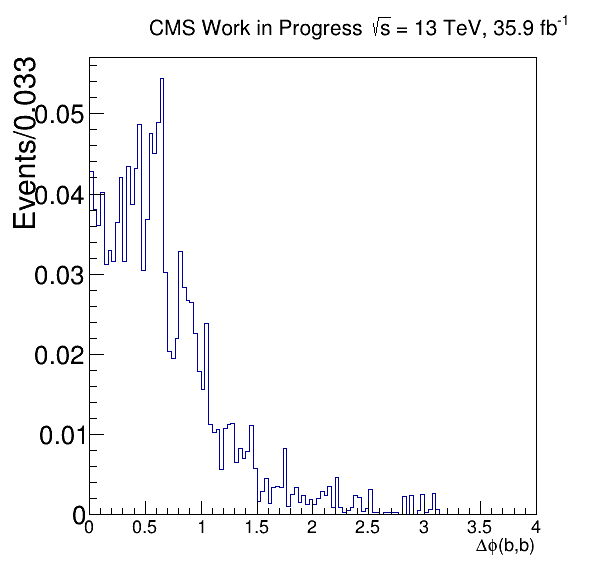 CMS Work in Progress √s = 13 TeV, 35.9 fb⁻¹
Events/0.033
0.05
0.04
0.03
0.02
0.01
0
0 0.5 1 1.5 2 2.5 3 3.5 4
Δϕ(b,b)